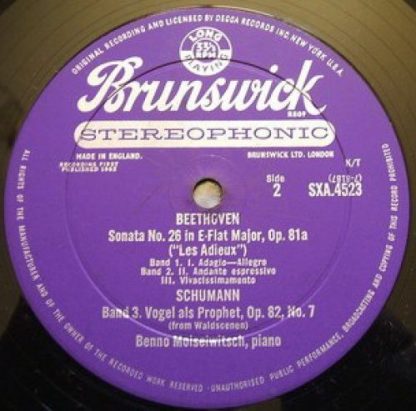 ORIGINAL RECORDING AND LICENSED BY DECCA RECORDS INC. NEW YORK, U.S.A.
LONG
33⅓
RPM
PLAYING
Brunswick
REGD
STEREOPHONIC
MADE IN ENGLAND.
BRUNSWICK LTD. LONDON
RECORDING FIRST
PUBLISHED 1962
K/T
Side
2
SXA.4523
BEETHOVEN
Sonata No. 26 in E-Flat Major, Op. 81a
("Les Adieux")
Band 1. I. Adagio—Allegro
Band 2. II. Andante espressivo
III. Vivacissimamento
SCHUMANN
Band 3. Vogel als Prophet, Op. 82, No. 7
(from Waldscenen)
Benno Moiseiwitsch, piano
ALL RIGHTS OF THE MANUFACTURER AND OF THE OWNER OF THE RECORDED WORK RESERVED · UNAUTHORISED PUBLIC PERFORMANCE, BROADCASTING AND COPYING OF THIS RECORD PROHIBITED